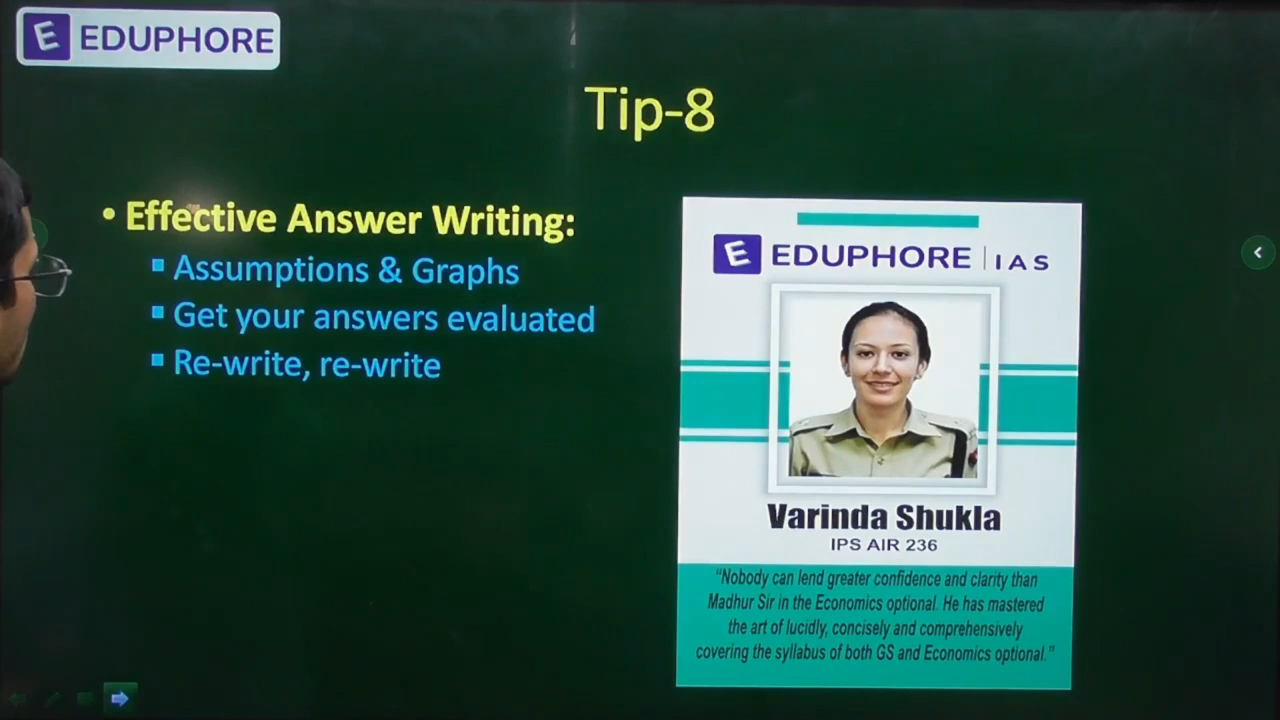 EDUPHORE
Tip-8
• Effective Answer Writing:
▪ Assumptions & Graphs
▪ Get your answers evaluated
▪ Re-write, re-write
EDUPHORE | IAS
Varinda Shukla
IPS AIR 236
"Nobody can lend greater confidence and clarity than
Madhur Sir in the Economics optional. He has mastered
the art of lucidly, concisely and comprehensively
covering the syllabus of both GS and Economics optional."